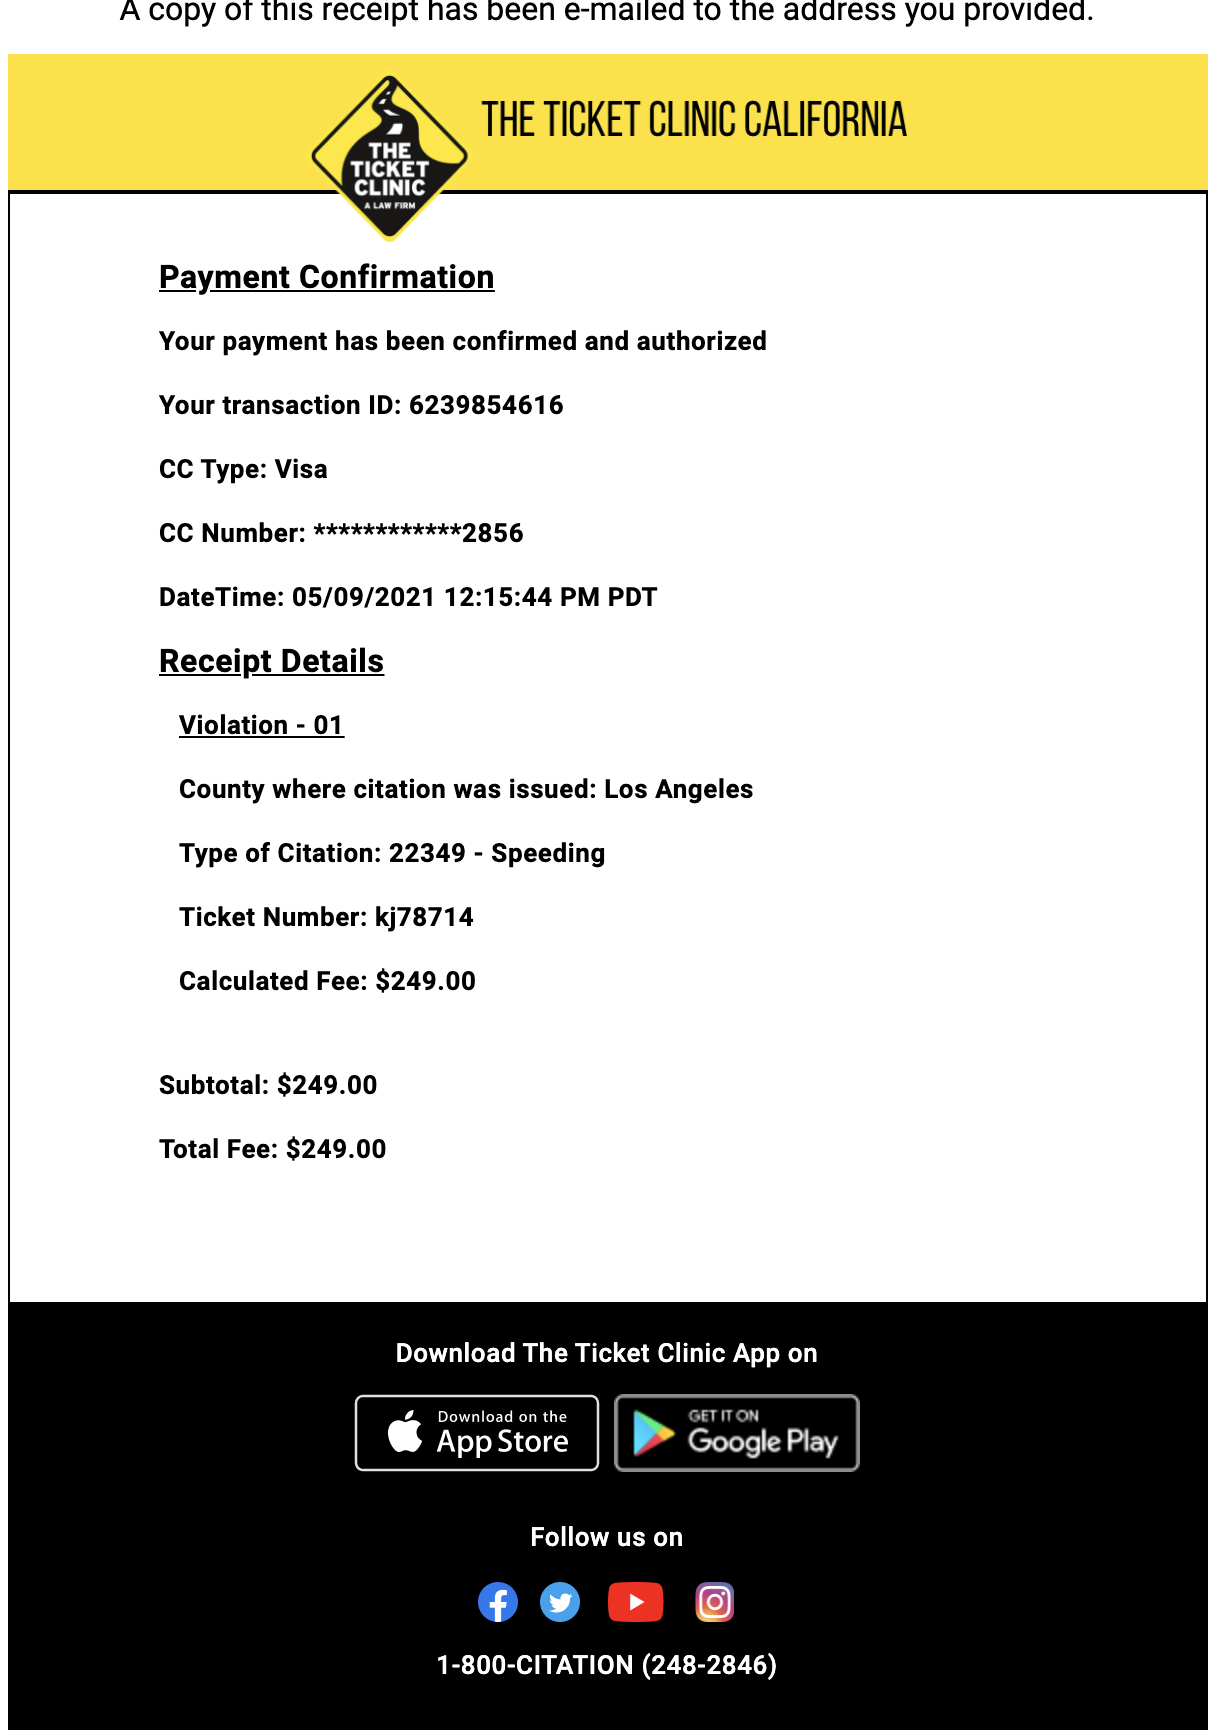 A copy of this receipt has been e-mailed to the address you provided.
THE TICKET CLINIC CALIFORNIA
THE
TICKET
CLINIC
A LAW FIRM
Payment Confirmation
Your payment has been confirmed and authorized
Your transaction ID: 6239854616
CC Type: Visa
CC Number: ************2856
DateTime: 05/09/2021 12:15:44 PM PDT
Receipt Details
Violation - 01
County where citation was issued: Los Angeles
Type of Citation: 22349 - Speeding
Ticket Number: kj78714
Calculated Fee: $249.00
Subtotal: $249.00
Total Fee: $249.00
Download The Ticket Clinic App on
Download on the
App Store
GET IT ON
Google Play
Follow us on
1-800-CITATION (248-2846)